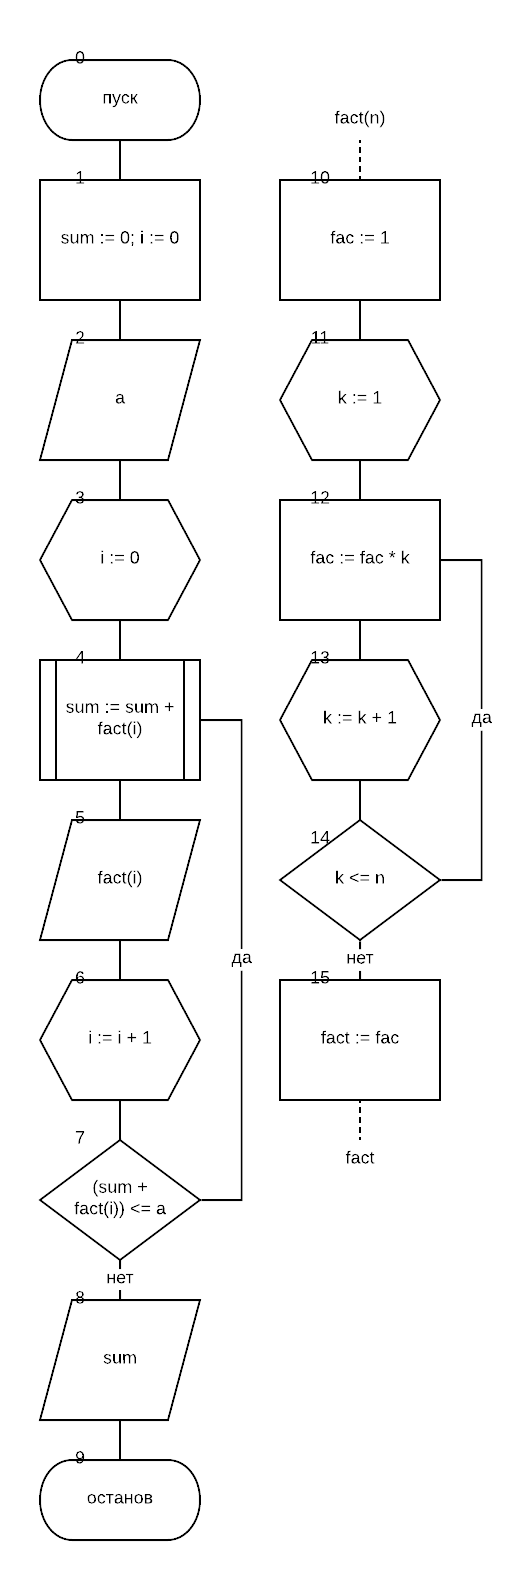 0
пуск
1
sum := 0; i := 0
2
a
3
i := 0
4
sum := sum +
fact(i)
5
fact(i)
6
i := i + 1
да
7
(sum +
fact(i)) <= a
нет
8
sum
9
останов
fact(n)
10
fac := 1
11
k := 1
12
fac := fac * k
13
k := k + 1
да
14
k <= n
нет
15
fact := fac
fact